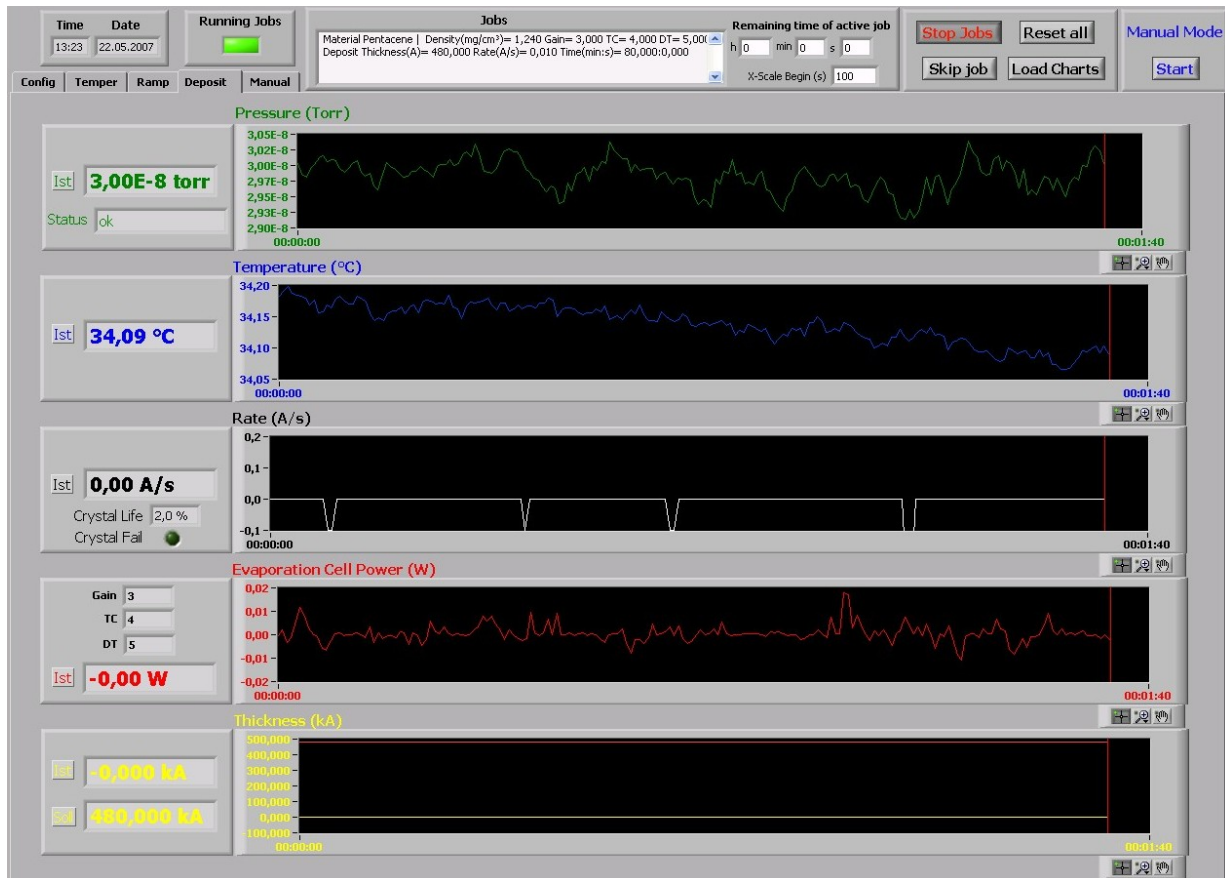 Time Date
13:23 22.05.2007
Running Jobs
Jobs
Material Pentacene | Density(mg/cm³)= 1,240 Gain= 3,000 TC= 4,000 DT= 5,00
Deposit Thickness(A)= 480,000 Rate(A/s)= 0,010 Time(min:s)= 80,000:0,000
Remaining time of active job
h 0 min 0 s 0
X-Scale Begin (s) 100
Stop Jobs Reset all
Skip job Load Charts
Manual Mode
Start
Config Temper Ramp Deposit Manual
Pressure (Torr)
Ist 3,00E-8 torr
Status ok
3,05E-8
3,02E-8
3,00E-8
2,97E-8
2,95E-8
2,93E-8
2,90E-8
00:00:00 00:01:40
Temperature (°C)
Ist 34,09 °C
34,20
34,15
34,10
34,05
00:00:00 00:01:40
Rate (A/s)
Ist 0,00 A/s
Crystal Life 2,0 %
Crystal Fail
0,2
0,1
0,0
-0,1
00:00:00 00:01:40
Evaporation Cell Power (W)
Gain 3
TC 4
DT 5
Ist -0,00 W
0,02
0,01
0,00
-0,01
-0,02
00:00:00 00:01:40
Thickness (kA)
Ist -0,000 kA
Soll 480,000 kA
500,000
400,000
300,000
200,000
100,000
0,000
-100,000
00:00:00 00:01:40